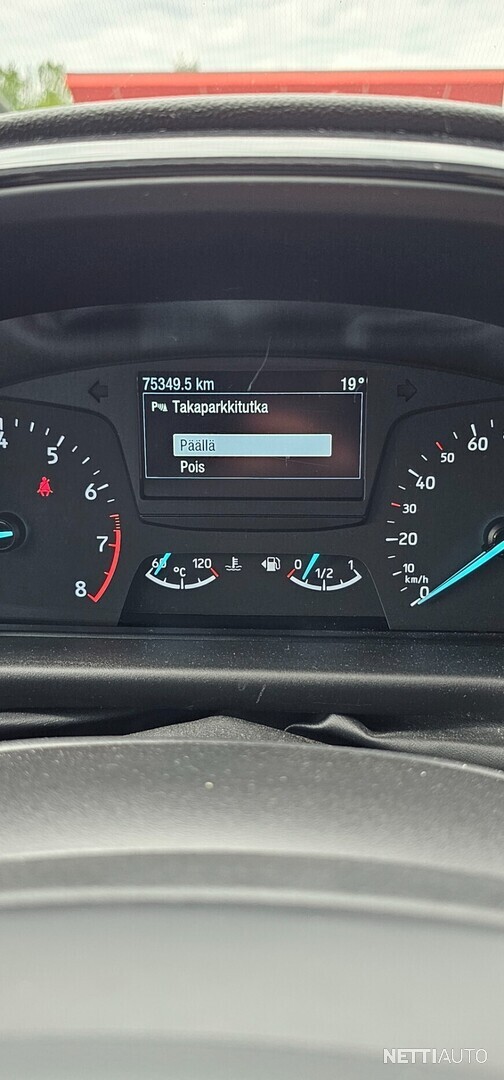 75349.5 km 19°
Takaparkkitutka
Päällä
Pois
4 5 6 7 8
60 °C 120
0 1/2 1
0 10 20 30 40 50 60
km/h
NETTIAUTO